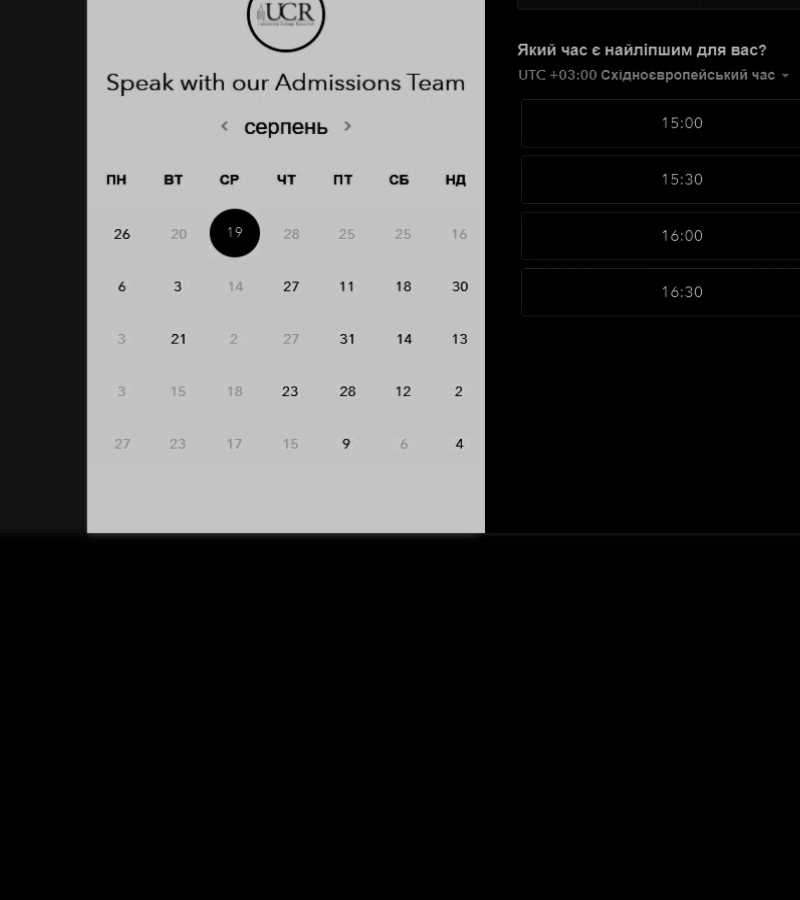 UCR
Speak with our Admissions Team
серпень
ПН ВТ СР ЧТ ПТ СБ НД
26 20 19 28 25 25 16
6 3 14 27 11 18 30
3 21 2 27 31 14 13
3 15 18 23 28 12 2
27 23 17 15 9 6 4
Який час є найліпшим для вас?
UTC +03:00 Східноєвропейський час
15:00
15:30
16:00
16:30